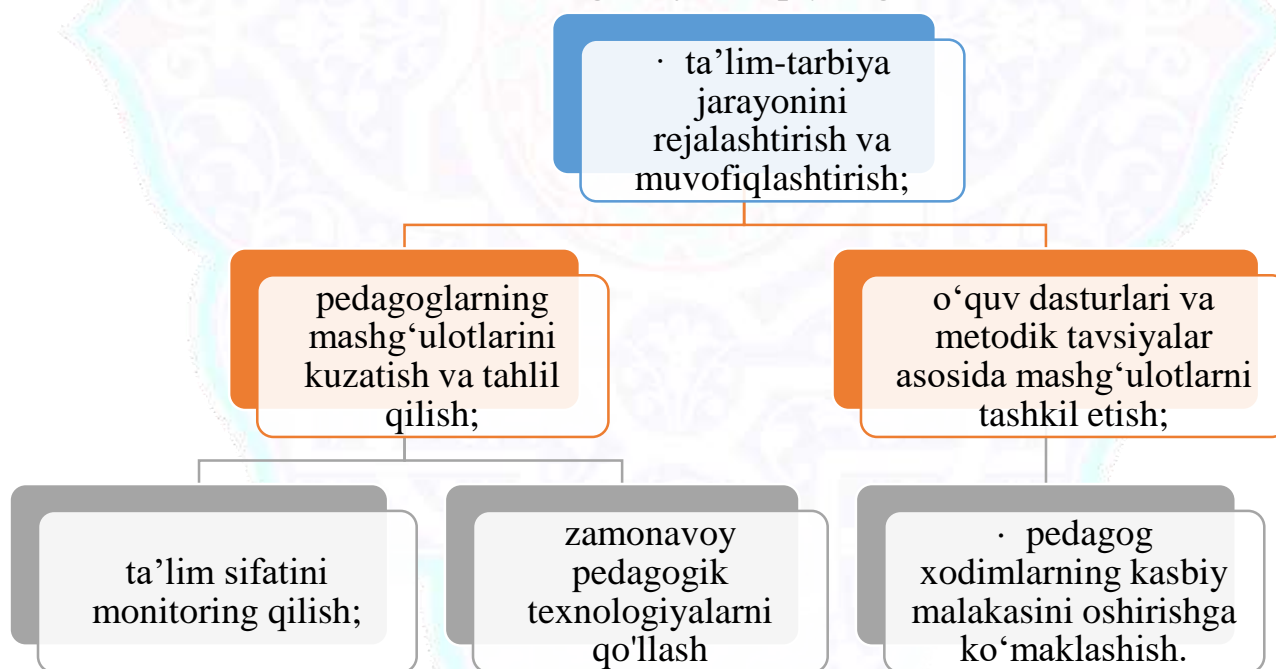 · ta’lim-tarbiya
jarayonini
rejalashtirish va
muvofiqlashtirish;
pedagoglarning
mashg‘ulotlarini
kuzatish va tahlil
qilish;
o‘quv dasturlari va
metodik tavsiyalar
asosida mashg‘ulotlarni
tashkil etish;
ta’lim sifatini
monitoring qilish;
zamonavoy
pedagogik
texnologiyalarni
qo'llash
· pedagog
xodimlarning kasbiy
malakasini oshirishga
ko‘maklashish.